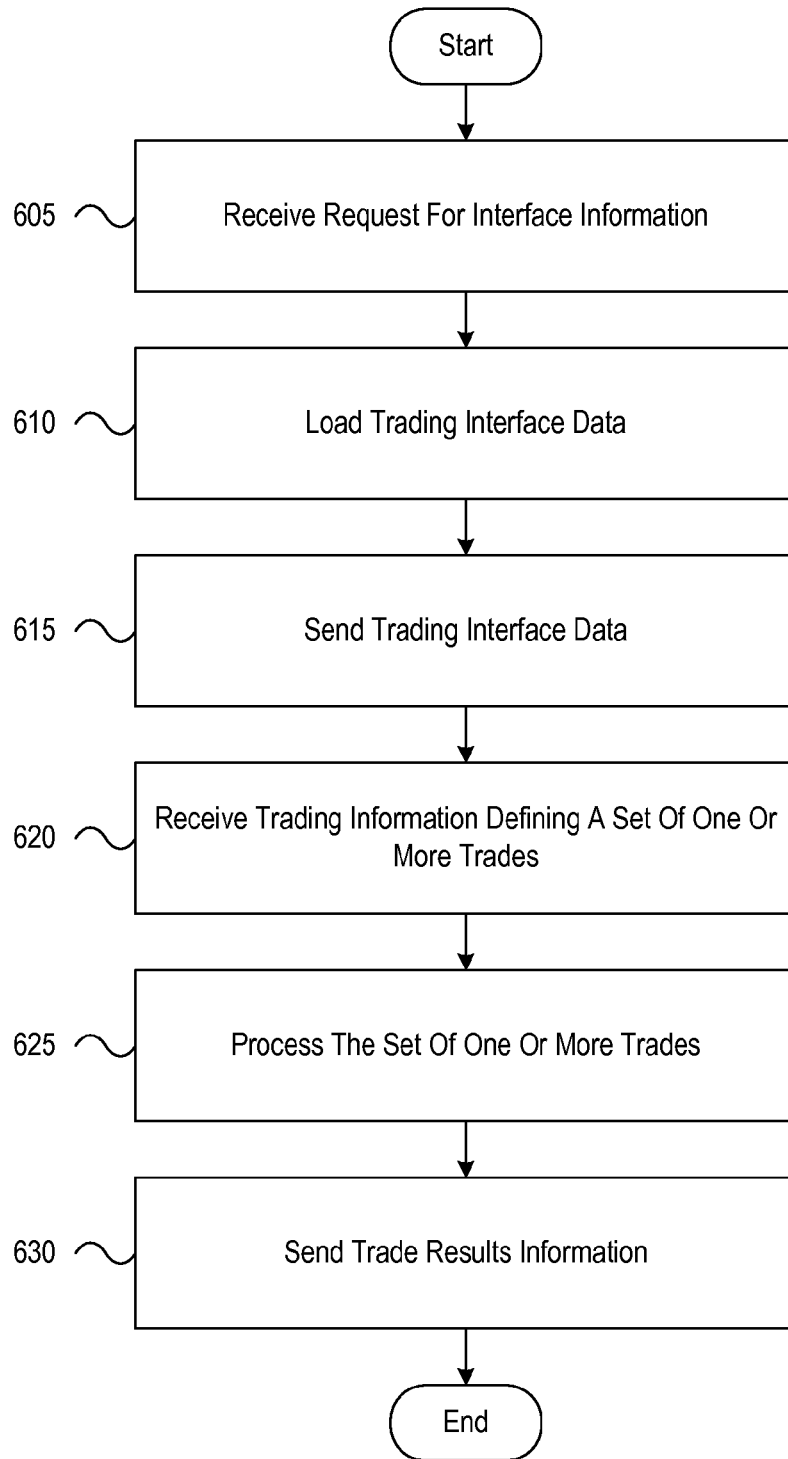 Start
605
Receive Request For Interface Information
610
Load Trading Interface Data
615
Send Trading Interface Data
620
Receive Trading Information Defining A Set Of One Or
More Trades
625
Process The Set Of One Or More Trades
630
Send Trade Results Information
End